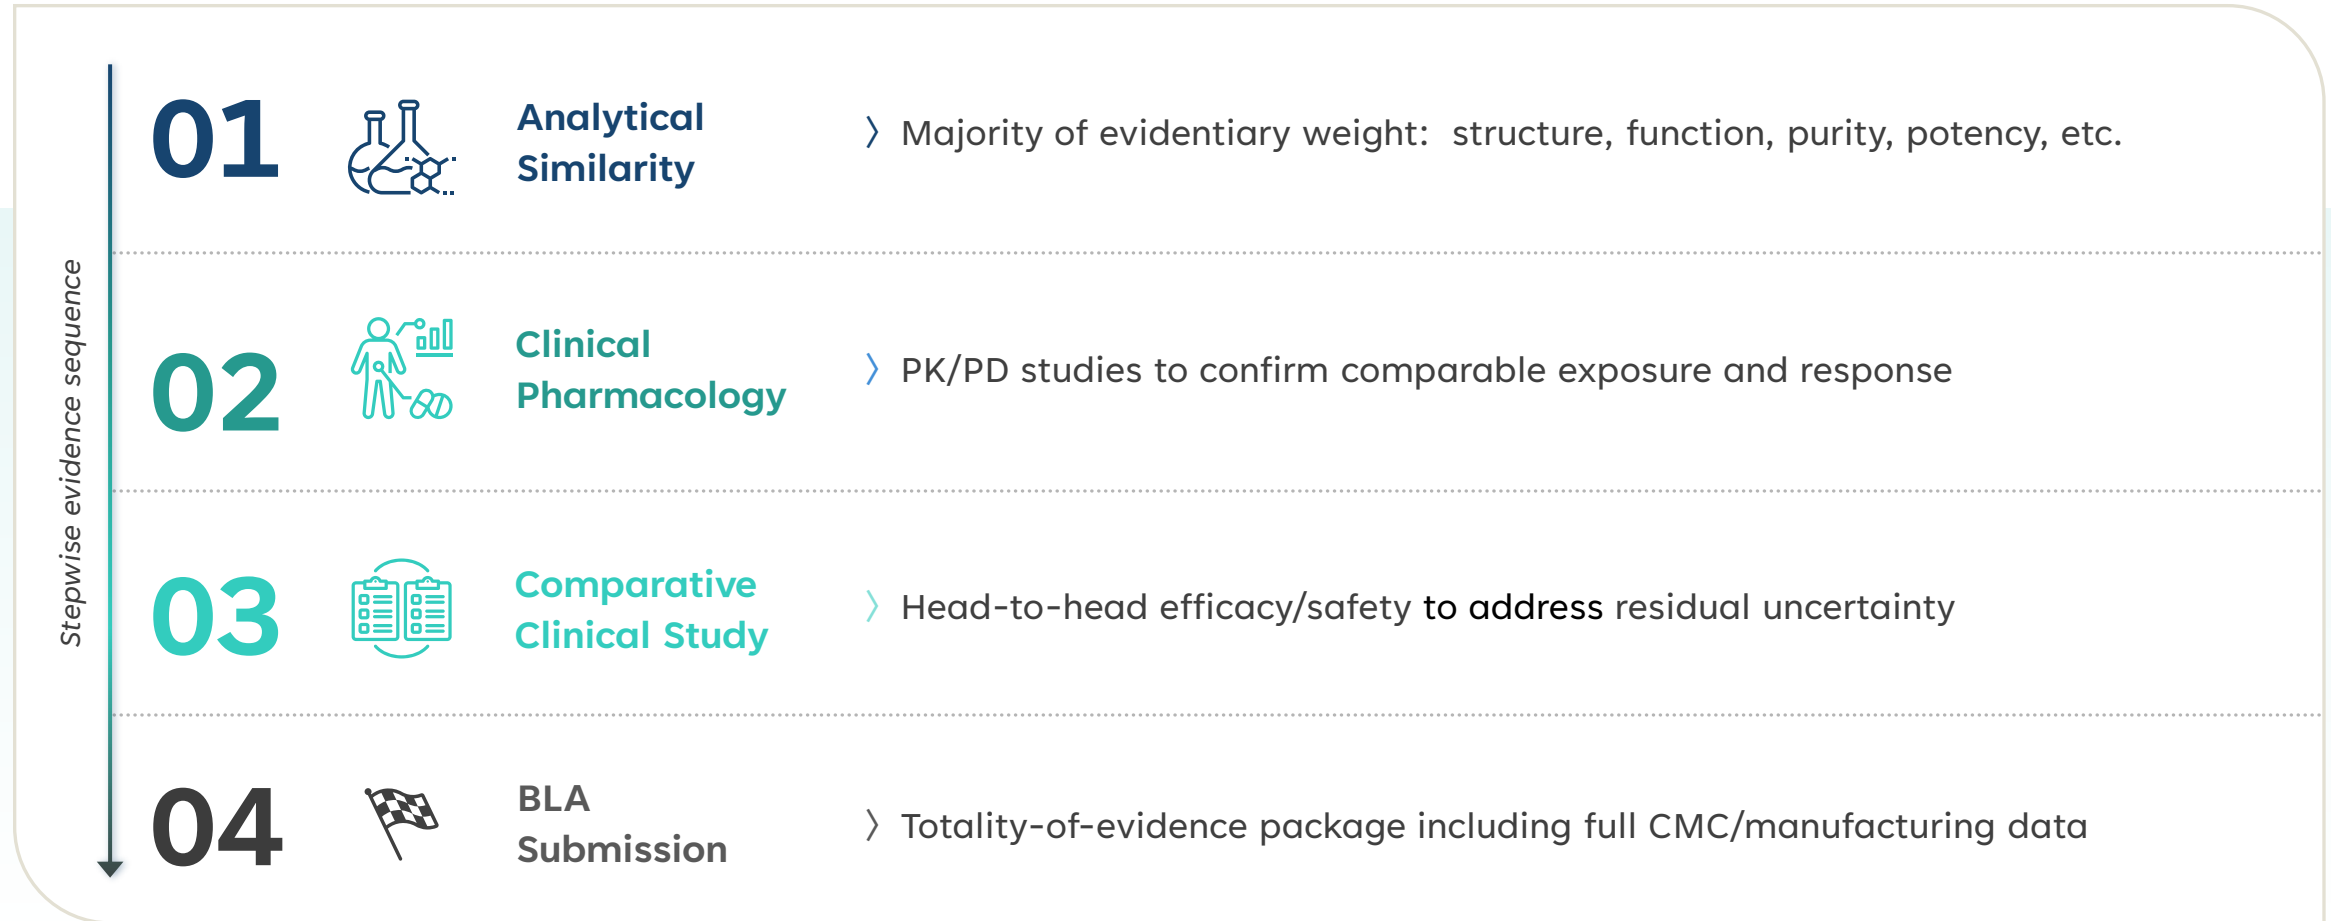 Stepwise evidence sequence
01
Analytical
Similarity
〉 Majority of evidentiary weight:  structure, function, purity, potency, etc.
02
Clinical
Pharmacology
〉 PK/PD studies to confirm comparable exposure and response
03
Comparative
Clinical Study
〉 Head-to-head efficacy/safety to address residual uncertainty
04
BLA
Submission
〉 Totality-of-evidence package including full CMC/manufacturing data